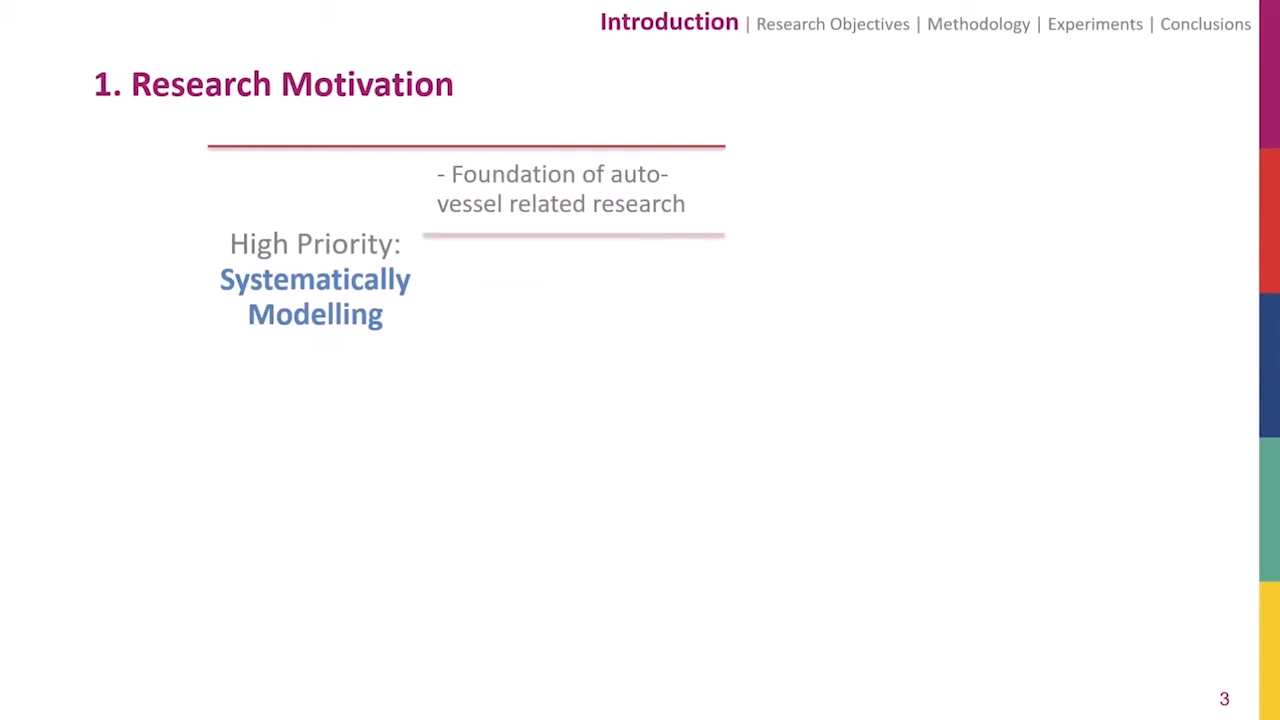 Introduction | Research Objectives | Methodology | Experiments | Conclusions
1. Research Motivation
- Foundation of auto-
vessel related research
High Priority:
Systematically
Modelling
3